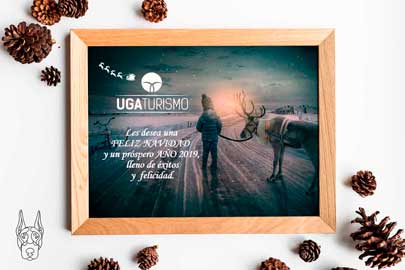 UGATURISMO
Les desea una
FELIZ NAVIDAD
y un próspero AÑO 2019,
lleno de éxitos
y felicidad.